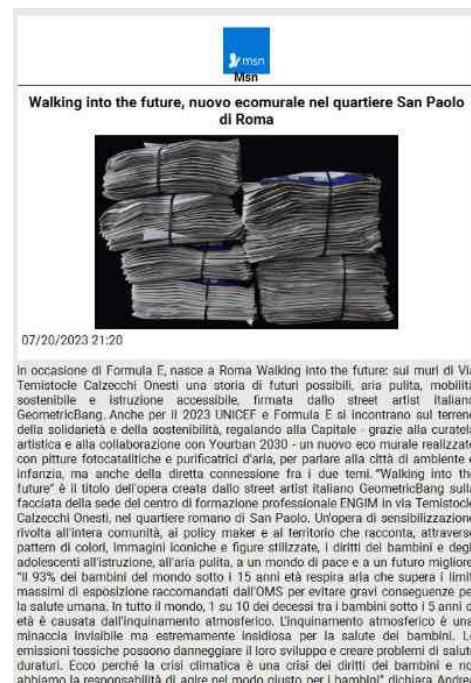 msn
Msn
Walking into the future, nuovo ecomurale nel quartiere San Paolo
di Roma
07/20/2023 21:20
In occasione di Formula E, nasce a Roma Walking into the future: sui muri di Via
Temistocle Calzecchi Onesti una storia di futuri possibili, aria pulita, mobilità
sostenibile e istruzione accessibile, firmata dallo street artist italiano
GeometricBang. Anche per il 2023 UNICEF e Formula E si incontrano sul terreno
della solidarietà e della sostenibilità, regalando alla Capitale - grazie alla curatela
artistica e alla collaborazione con Yourban 2030 - un nuovo eco murale realizzato
con pitture fotocatalitiche e purificatrici d'aria, per parlare alla città di ambiente e
infanzia, ma anche della diretta connessione fra i due temi. "Walking into the
future" è il titolo dell'opera creata dallo street artist italiano GeometricBang sulla
facciata della sede del centro di formazione professionale ENGIM in via Temistocle
Calzecchi Onesti, nel quartiere romano di San Paolo. Un'opera di sensibilizzazione
rivolta all'intera comunità, ai policy maker e al territorio che racconta, attraverso
pattern di colori, immagini iconiche e figure stilizzate, i diritti dei bambini e degli
adolescenti all'istruzione, all'aria pulita, a un mondo di pace e a un futuro migliore.
"Il 93% dei bambini del mondo sotto i 15 anni età respira aria che supera i limiti
massimi di esposizione raccomandati dall'OMS per evitare gravi conseguenze per
la salute umana. In tutto il mondo, 1 su 10 dei decessi tra i bambini sotto i 5 anni di
età è causata dall'inquinamento atmosferico. L'inquinamento atmosferico è una
minaccia invisibile ma estremamente insidiosa per la salute dei bambini. Le
emissioni tossiche possono danneggiare il loro sviluppo e creare problemi di salute
duraturi. Ecco perché la crisi climatica è una crisi dei diritti dei bambini e noi
abbiamo la responsabilità di agire nel modo giusto per i bambini" dichiara Andrea